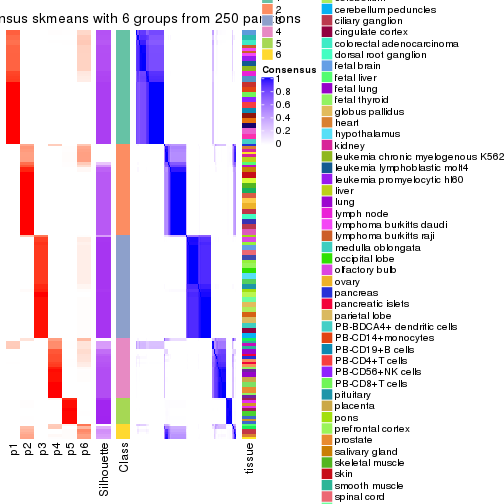 nsus skmeans with 6 groups from 250 partitions
2
4
5
6
Consensus
1
0.8
0.6
0.4
0.2
0
p1
p2
p3
p4
p5
p6
Silhouette
Class
tissue
cerebellum
cerebellum peduncles
ciliary ganglion
cingulate cortex
colorectal adenocarcinoma
dorsal root ganglion
fetal brain
fetal liver
fetal lung
fetal thyroid
globus pallidus
heart
hypothalamus
kidney
leukemia chronic myelogenous K562
leukemia lymphoblastic molt4
leukemia promyelocytic hl60
liver
lung
lymph node
lymphoma burkitts daudi
lymphoma burkitts raji
medulla oblongata
occipital lobe
olfactory bulb
ovary
pancreas
pancreatic islets
parietal lobe
PB-BDCA4+ dendritic cells
PB-CD14+monocytes
PB-CD19+B cells
PB-CD4+T cells
PB-CD56+NK cells
PB-CD8+T cells
pituitary
placenta
pons
prefrontal cortex
prostate
salivary gland
skeletal muscle
skin
smooth muscle
spinal cord